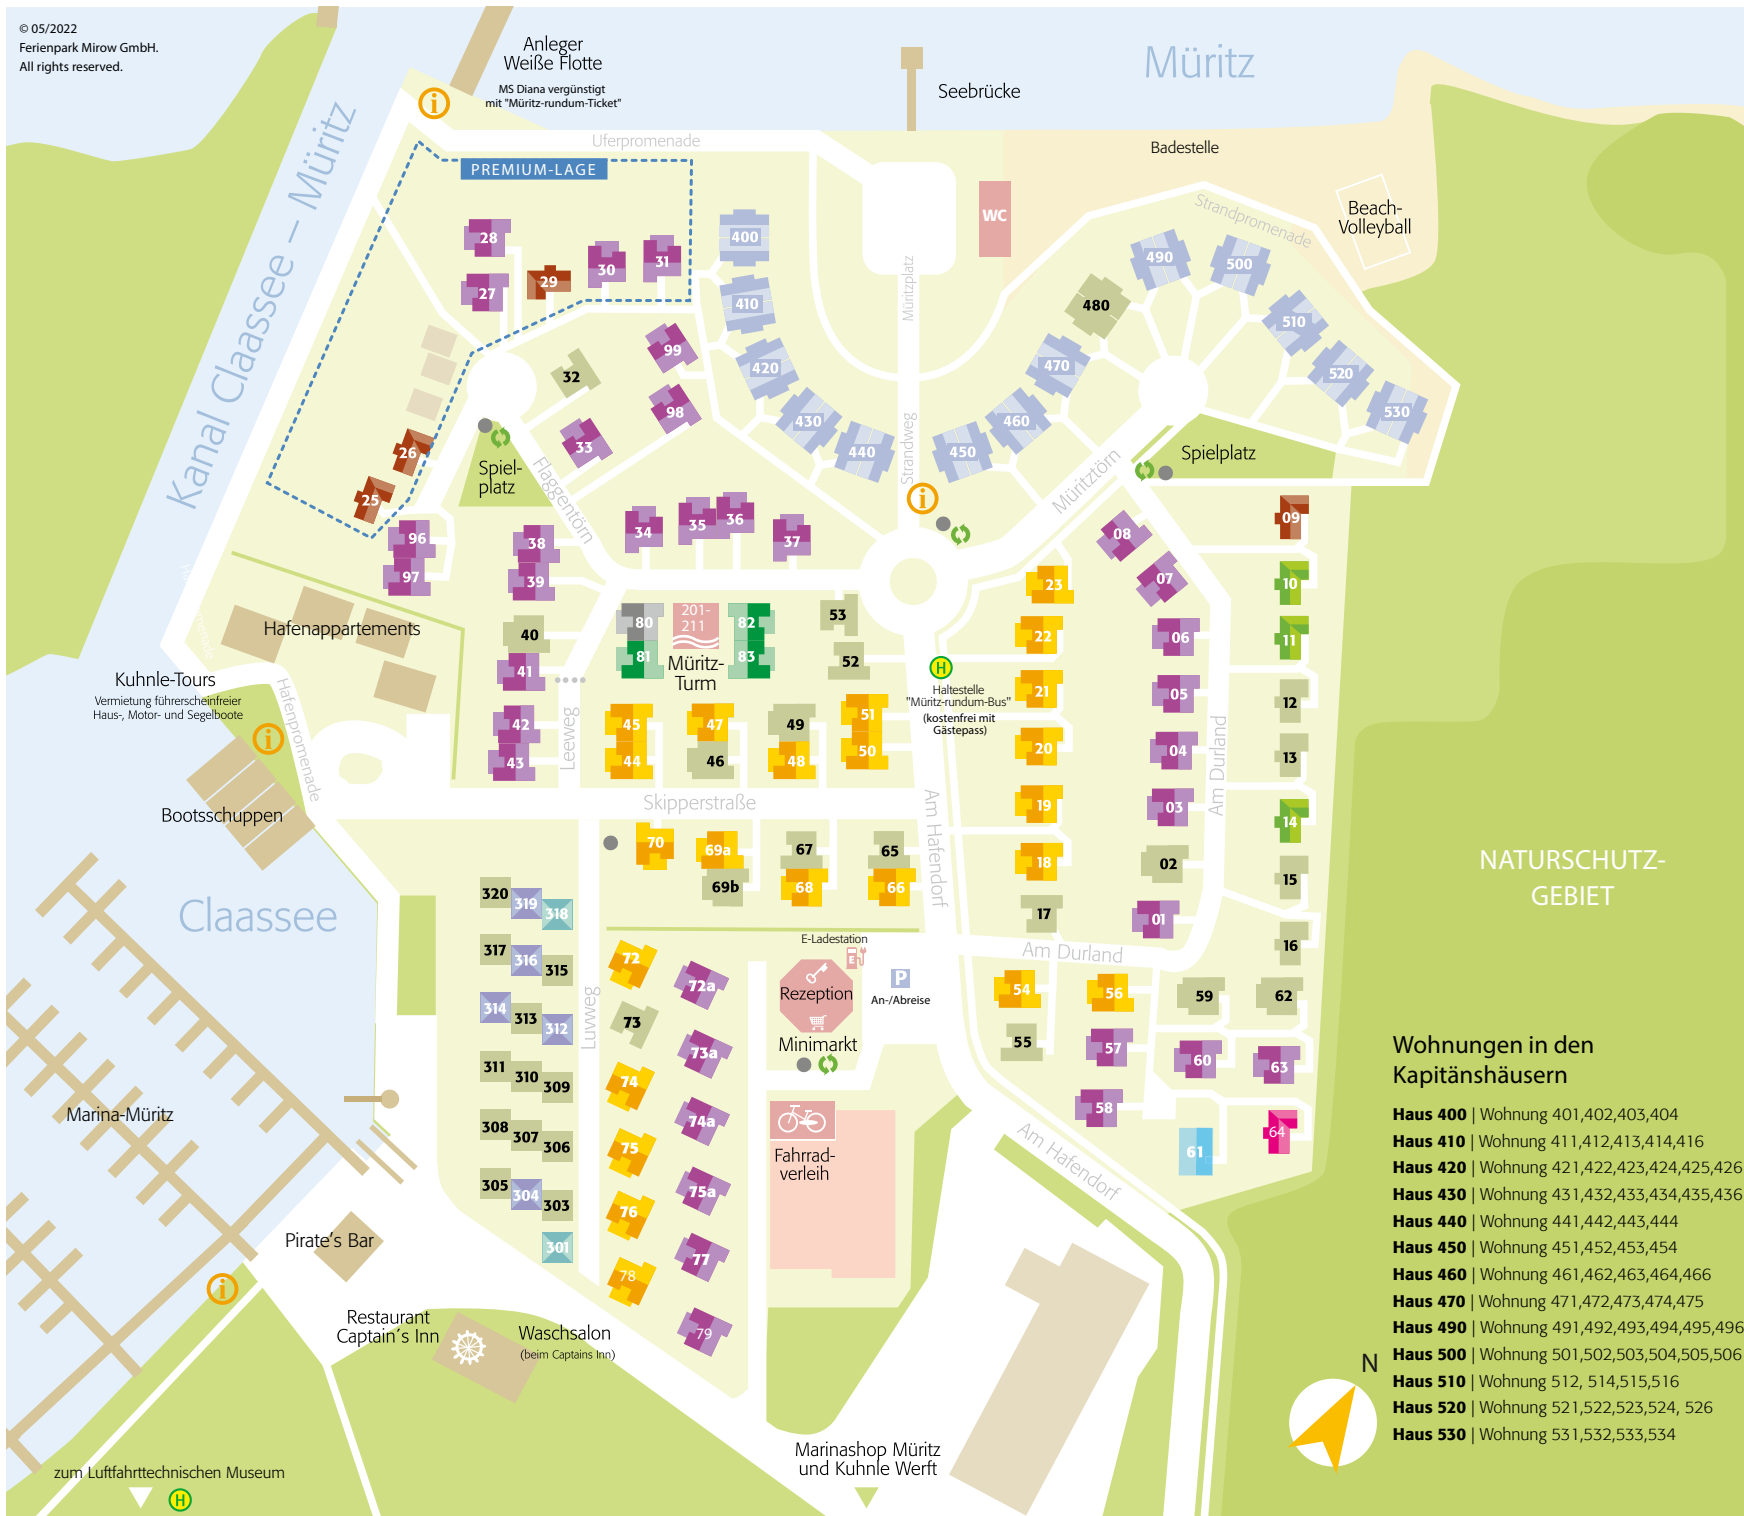 © 05/2022
Ferienpark Mirow GmbH.
All rights reserved.
Anleger
Weiße Flotte
MS Diana vergünstigt
mit "Müritz-rundum-Ticket"
Seebrücke
Müritz
Kanal Claassee – Müritz
Uferpromenade
PREMIUM-LAGE
Badestelle
WC
Beach-
Volleyball
Strandpromenade
Müritzplatz
Strandweg
28
27
29
30
31
400
410
420
430
440
450
460
470
480
490
500
510
520
530
99
98
32
33
26
25
Spiel-
platz
Flaggentörn
Spielplatz
Müritztörn
96
97
38
39
34
35
36
37
08
07
09
10
11
12
13
14
15
16
23
22
21
20
19
18
17
06
05
04
03
02
01
Hafenappartements
40
41
42
43
80
81
201-
211
82
83
Müritz-
Turm
53
52
H
Haltestelle
"Müritz-rundum-Bus"
(kostenfrei mit
Gästepass)
Kuhnle-Tours
Vermietung führerscheinfreier
Haus-, Motor- und Segelboote
Hafenpromenade
Leeweg
45
44
47
46
49
48
51
50
Am Durland
Bootsschuppen
Skipperstraße
Am Hafendorf
70
69a
69b
67
68
65
66
Claassee
NATURSCHUTZ-
GEBIET
320
319
318
317
316
315
314
313
312
311
310
309
308
307
306
305
304
303
301
Luvweg
72
73
74
75
76
78
72a
73a
74a
75a
77
79
E-Ladestation
E
Rezeption
P
An-/Abreise
Minimarkt
Fahrrad-
verleih
Am Durland
54
55
56
57
58
59
60
61
62
63
64
Am Hafendorf
Marina-Müritz
Pirate's Bar
Restaurant
Captain´s Inn
Waschsalon
(beim Captains Inn)
Marinashop Müritz
und Kuhnle Werft
zum Luftfahrttechnischen Museum
H
N
Wohnungen in den
Kapitänshäusern
Haus 400 | Wohnung 401,402,403,404
Haus 410 | Wohnung 411,412,413,414,416
Haus 420 | Wohnung 421,422,423,424,425,426
Haus 430 | Wohnung 431,432,433,434,435,436
Haus 440 | Wohnung 441,442,443,444
Haus 450 | Wohnung 451,452,453,454
Haus 460 | Wohnung 461,462,463,464,466
Haus 470 | Wohnung 471,472,473,474,475
Haus 490 | Wohnung 491,492,493,494,495,496
Haus 500 | Wohnung 501,502,503,504,505,506
Haus 510 | Wohnung 512, 514,515,516
Haus 520 | Wohnung 521,522,523,524, 526
Haus 530 | Wohnung 531,532,533,534